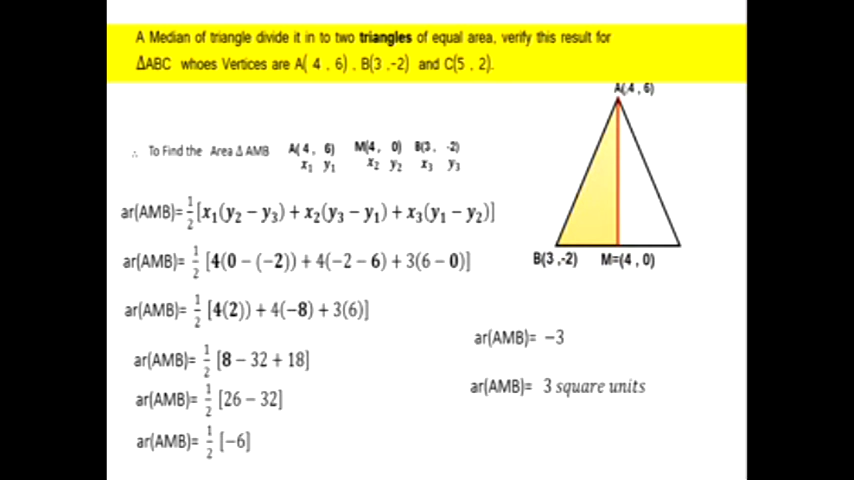 A Median of triangle divide it in to two triangles of equal area, verify this result for
ΔABC whoes Vertices are A( 4 , 6) , B(3 ,-2) and C(5 , 2).
A(4 , 6)
∴ To Find the Area Δ AMB A( 4, 6) M(4, 0) B(3, -2)
x₁ y₁ x₂ y₂ x₃ y₃
ar(AMB)= 1/2 [x₁(y₂ − y₃) + x₂(y₃ − y₁) + x₃(y₁ − y₂)]
B(3 ,-2) M=(4 , 0)
ar(AMB)= 1/2 [4(0 − (−2)) + 4(−2 − 6) + 3(6 − 0)]
ar(AMB)= 1/2 [4(2)) + 4(−8) + 3(6)]
ar(AMB)= −3
ar(AMB)= 1/2 [8 − 32 + 18]
ar(AMB)= 3 square units
ar(AMB)= 1/2 [26 − 32]
ar(AMB)= 1/2 [−6]